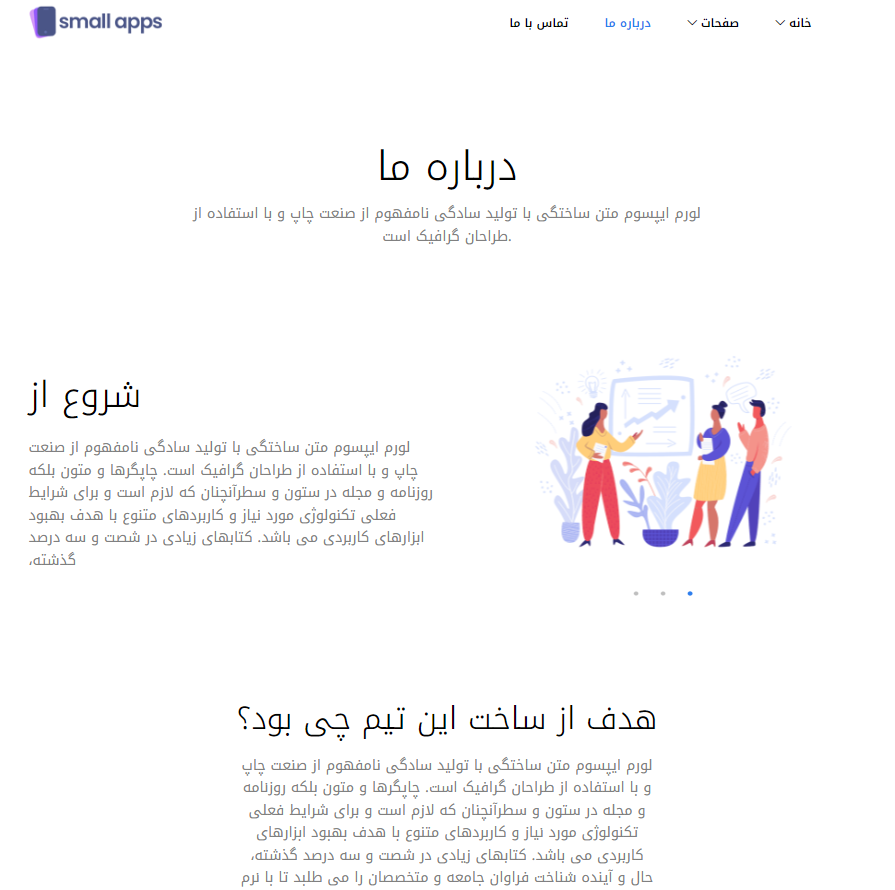 small apps
خانه
صفحات
درباره ما
تماس با ما
درباره ما
لورم ایپسوم متن ساختگی با تولید سادگی نامفهوم از صنعت چاپ و با استفاده از
.طراحان گرافیک است
شروع از
لورم ایپسوم متن ساختگی با تولید سادگی نامفهوم از صنعت
چاپ و با استفاده از طراحان گرافیک است. چاپگرها و متون بلکه
روزنامه و مجله در ستون و سطرآنچنان که لازم است و برای شرایط
فعلی تکنولوژی مورد نیاز و کاربردهای متنوع با هدف بهبود
ابزارهای کاربردی می باشد. کتابهای زیادی در شصت و سه درصد
گذشته،
هدف از ساخت این تیم چی بود؟
لورم ایپسوم متن ساختگی با تولید سادگی نامفهوم از صنعت چاپ
و با استفاده از طراحان گرافیک است. چاپگرها و متون بلکه روزنامه
و مجله در ستون و سطرآنچنان که لازم است و برای شرایط فعلی
تکنولوژی مورد نیاز و کاربردهای متنوع با هدف بهبود ابزارهای
کاربردی می باشد. کتابهای زیادی در شصت و سه درصد گذشته،
حال و آینده شناخت فراوان جامعه و متخصصان را می طلبد تا با نرم